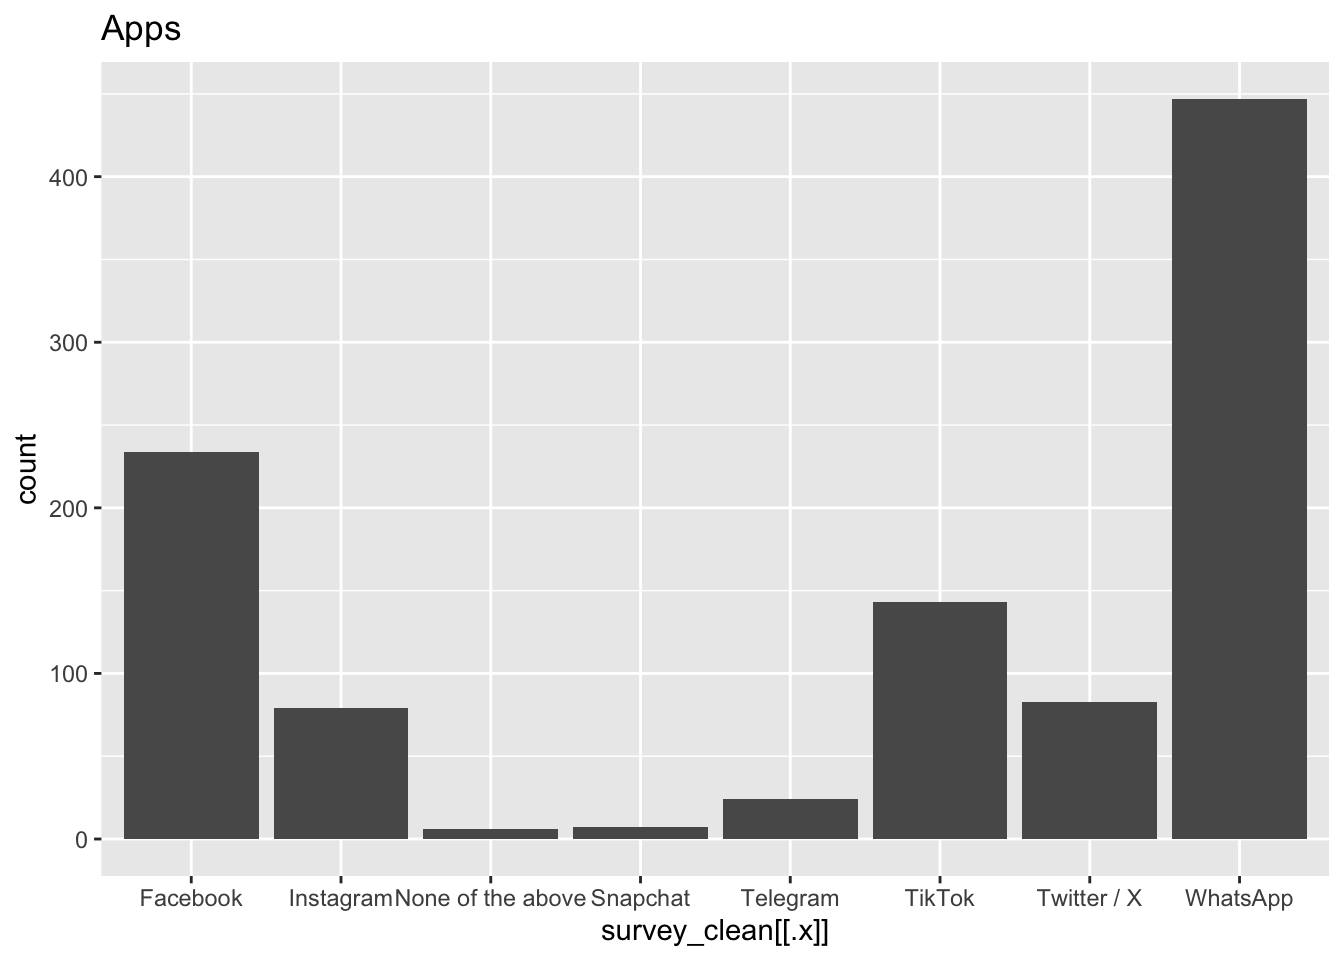 Apps
count
400
300
200
100
0
Facebook Instagram None of the above Snapchat Telegram TikTok Twitter / X WhatsApp
survey_clean[[.x]]